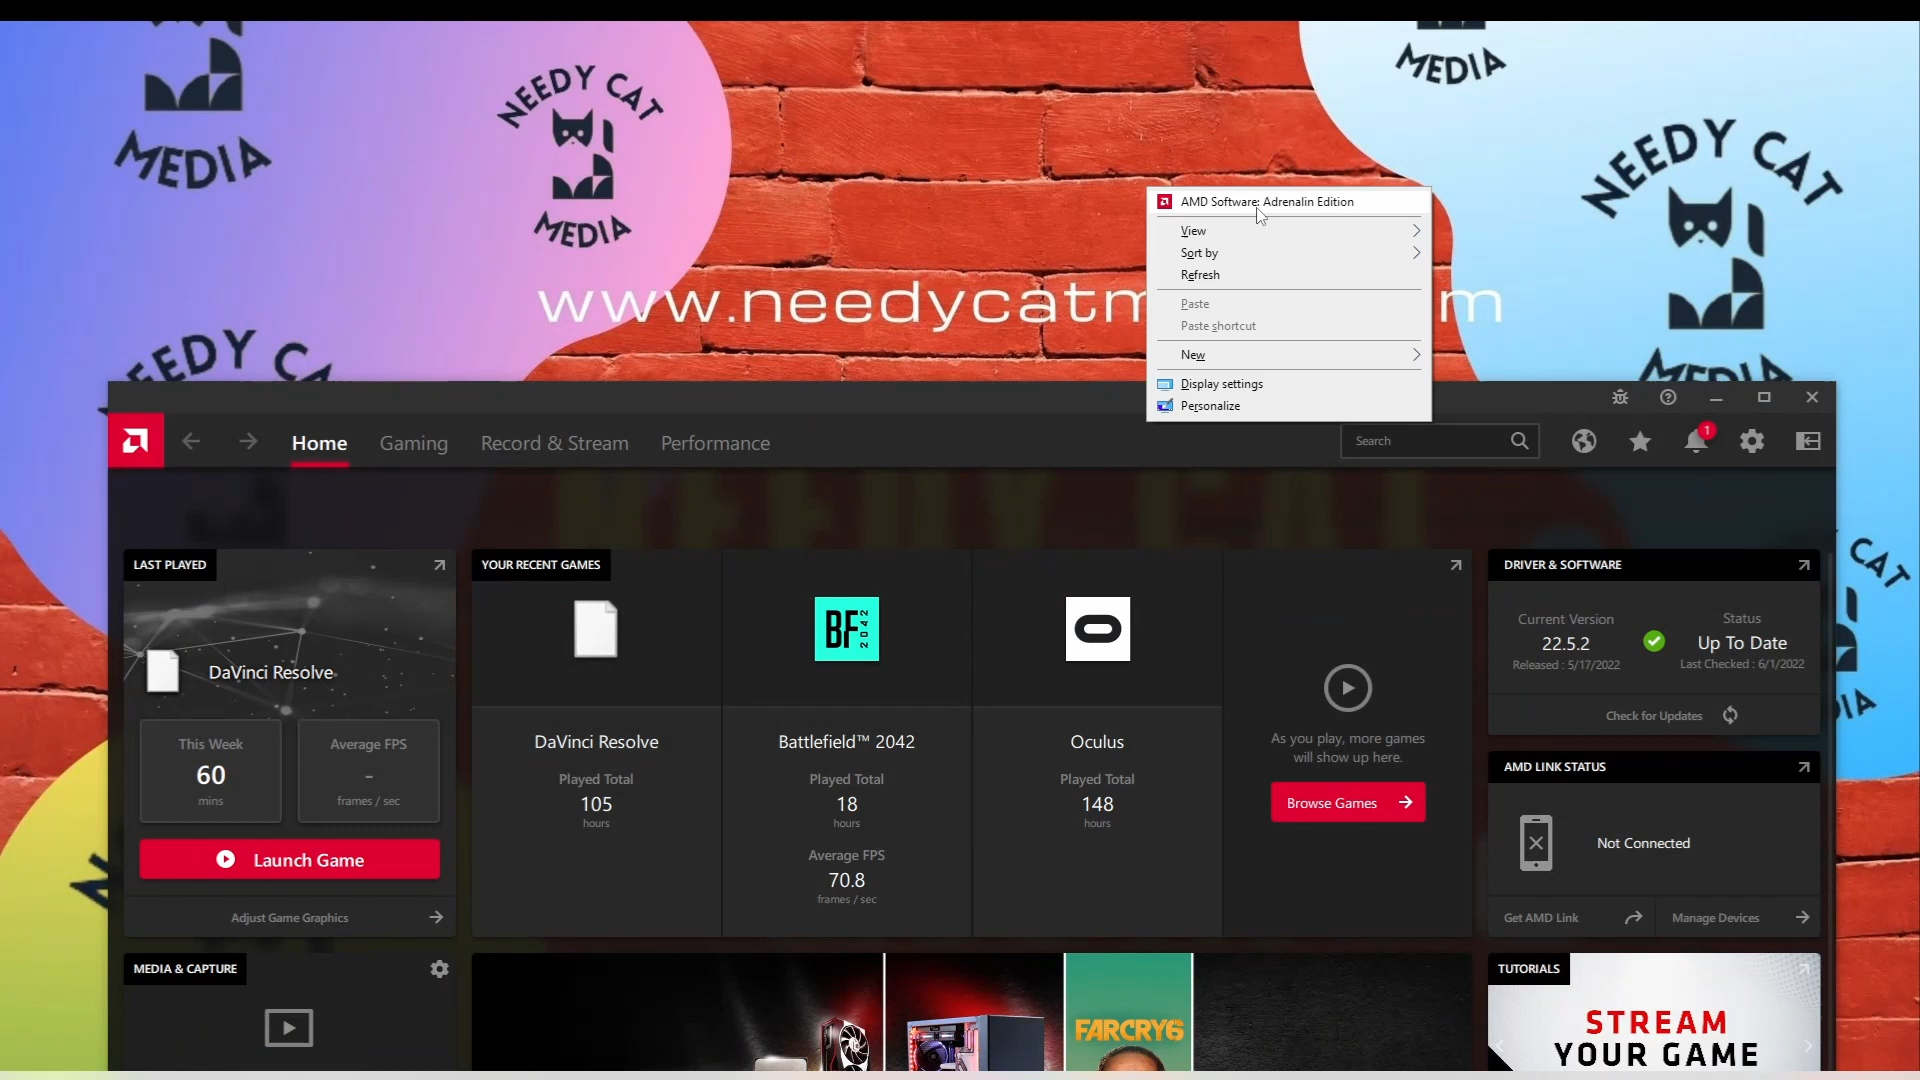 MEDIA
NEEDY CAT
MEDIA
MEDIA
NEEDY CAT
MEDIA
www.needycatm
m
AMD Software: Adrenalin Edition
View
Sort by
Refresh
Paste
Paste shortcut
New
Display settings
Personalize
Home
Gaming
Record & Stream
Performance
Search
1
LAST PLAYED
DaVinci Resolve
This Week
60
mins
Average FPS
-
frames / sec
Launch Game
Adjust Game Graphics
YOUR RECENT GAMES
BF
2042
DaVinci Resolve
Played Total
105
hours
Battlefield™ 2042
Played Total
18
hours
Average FPS
70.8
frames / sec
Oculus
Played Total
148
hours
As you play, more games
will show up here.
Browse Games
DRIVER & SOFTWARE
Current Version
22.5.2
Released : 5/17/2022
Status
Up To Date
Last Checked : 6/1/2022
Check for Updates
AMD LINK STATUS
Not Connected
Get AMD Link
Manage Devices
MEDIA & CAPTURE
FARCRY6
TUTORIALS
STREAM
YOUR GAME